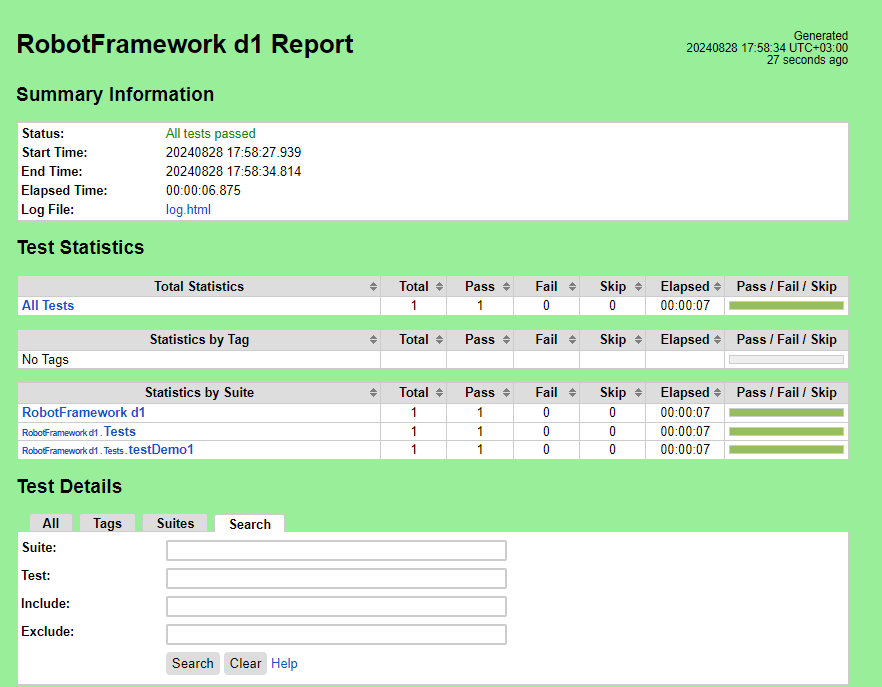 RobotFramework d1 Report
Generated
20240828 17:58:34 UTC+03:00
27 seconds ago
Summary Information
Status: All tests passed
Start Time: 20240828 17:58:27.939
End Time: 20240828 17:58:34.814
Elapsed Time: 00:00:06.875
Log File: log.html
Test Statistics
Total Statistics Total Pass Fail Skip Elapsed Pass / Fail / Skip
All Tests 1 1 0 0 00:00:07
Statistics by Tag Total Pass Fail Skip Elapsed Pass / Fail / Skip
No Tags
Statistics by Suite Total Pass Fail Skip Elapsed Pass / Fail / Skip
RobotFramework d1 1 1 0 0 00:00:07
RobotFramework d1 . Tests 1 1 0 0 00:00:07
RobotFramework d1 . Tests . testDemo1 1 1 0 0 00:00:07
Test Details
All Tags Suites Search
Suite:
Test:
Include:
Exclude:
Search Clear Help